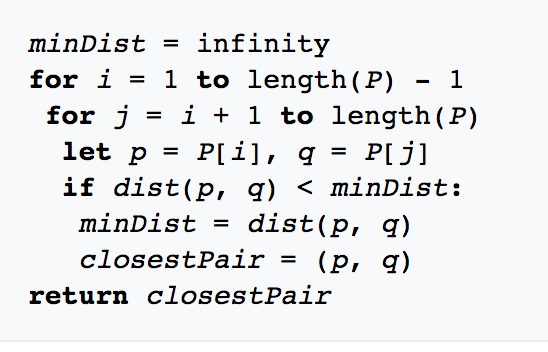 minDist = infinity
for i = 1 to length(P) - 1
for j = i + 1 to length(P)
let p = P[i], q = P[j]
if dist(p, q) < minDist:
minDist = dist(p, q)
closestPair = (p, q)
return closestPair